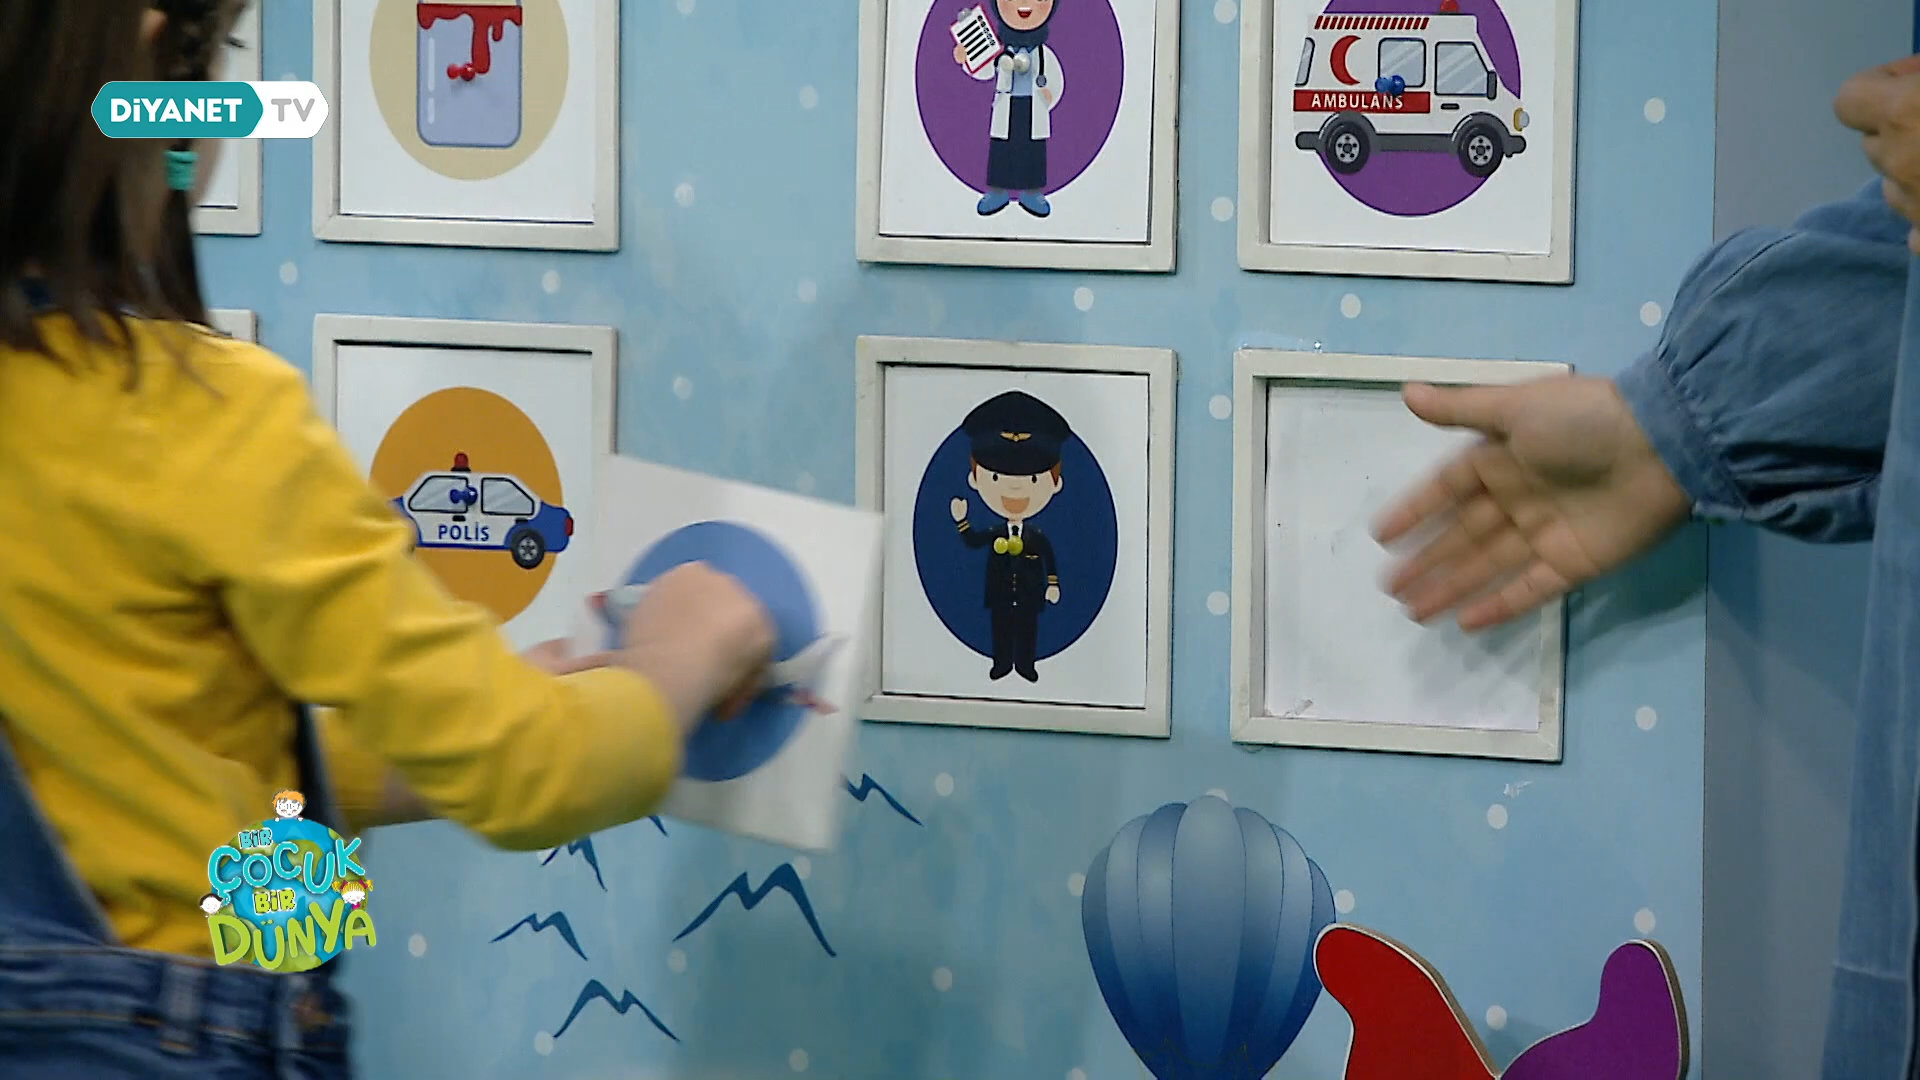 DİYANET TV
AMBULANS
POLİS
BİR
ÇOCUK
BİR
DÜNYA